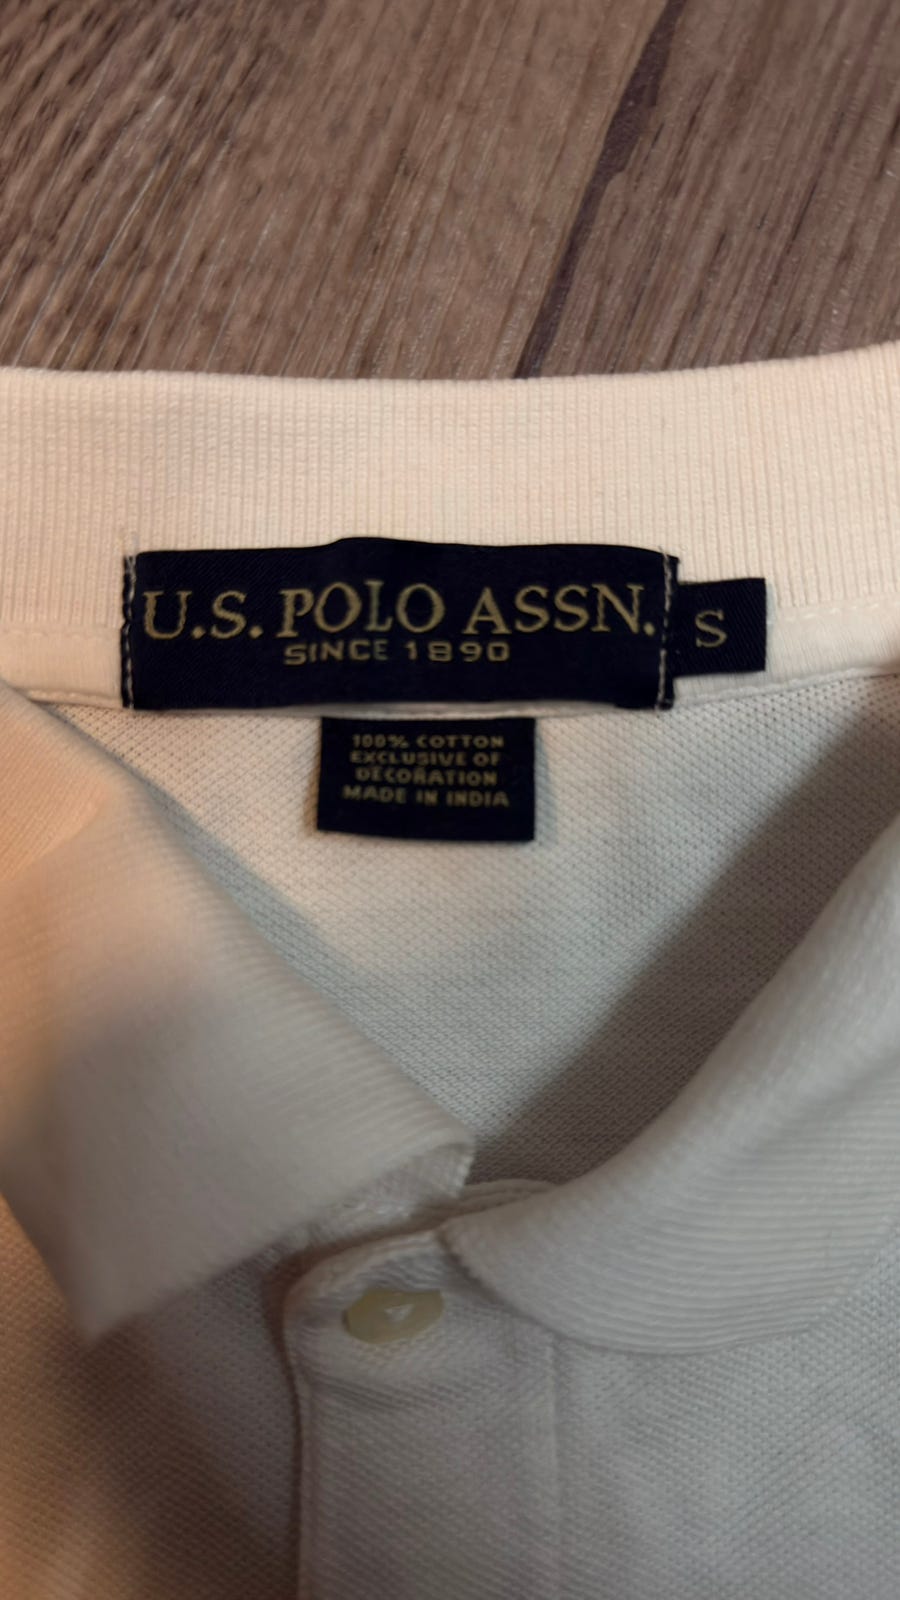 U.S. POLO ASSN.
SINCE 1890
S
100% COTTON
EXCLUSIVE OF
DECORATION
MADE IN INDIA